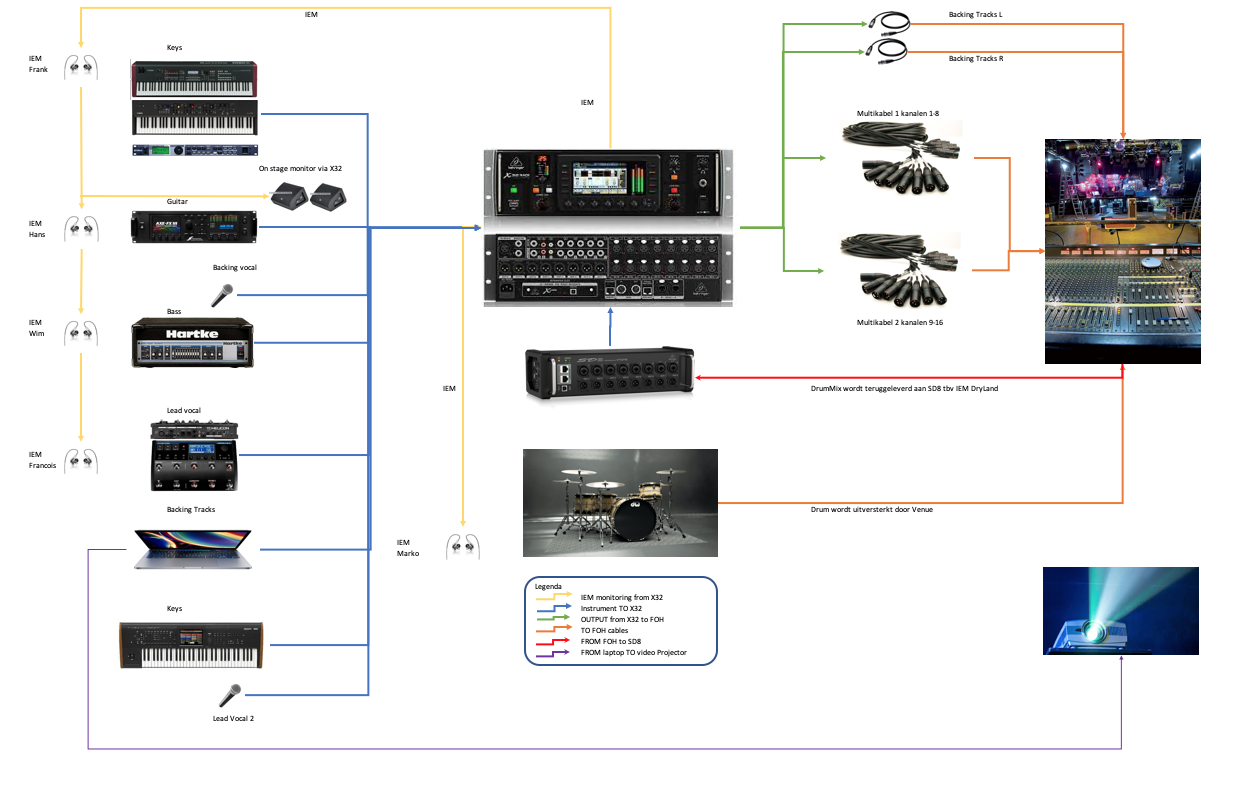 IEM
Backing Tracks L
Keys
IEM
Frank
Backing Tracks R
IEM
Multikabel 1 kanalen 1-8
On stage monitor via X32
Guitar
IEM
Hans
Backing vocal
Bass
Hartke
Hartke
IEM
Wim
Multikabel 2 kanalen 9-16
IEM
DrumMix wordt teruggeleverd aan SD8 tbv IEM DryLand
Lead vocal
IEM
Francois
Backing Tracks
Drum wordt uitversterkt door Venue
dw
IEM
Marko
Legenda
IEM monitoring from X32
Instrument TO X32
OUTPUT from X32 to FOH
TO FOH cables
FROM FOH to SD8
FROM laptop TO video Projector
Keys
Lead Vocal 2